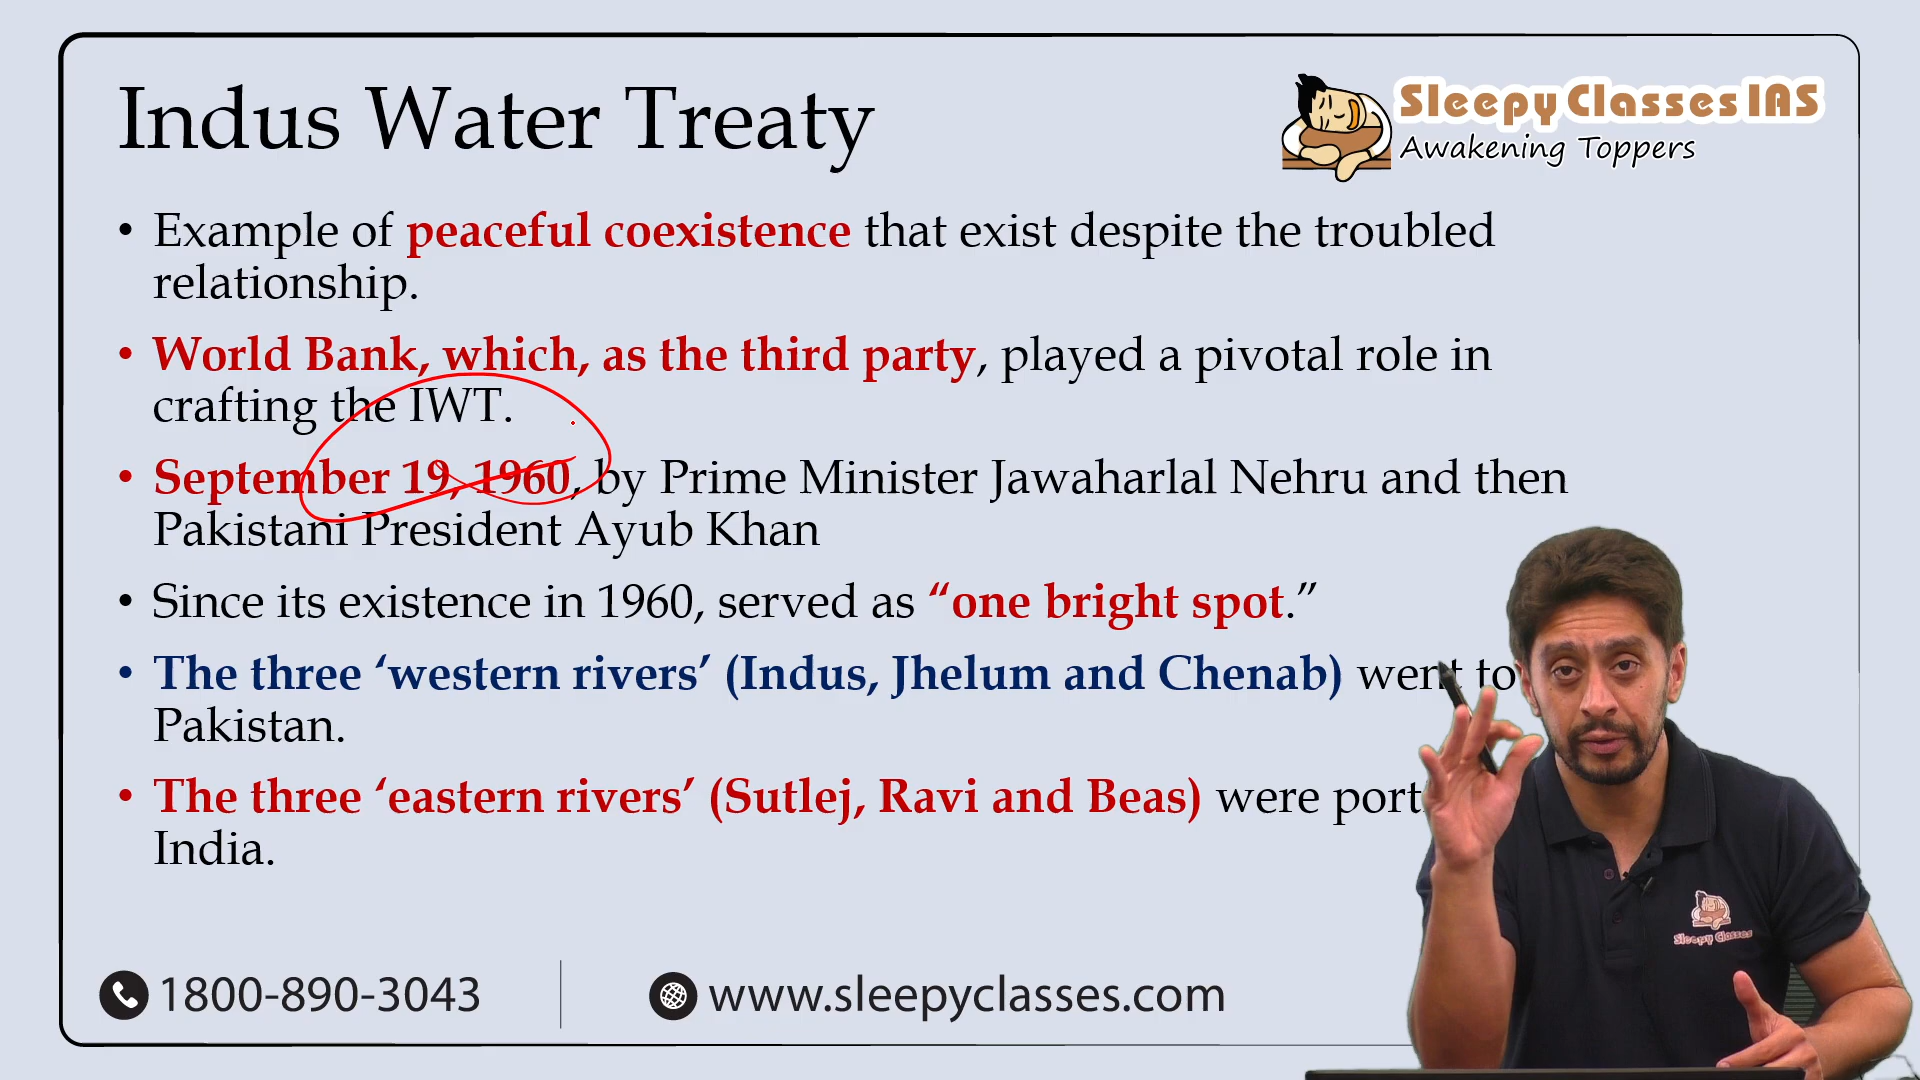 Indus Water Treaty
Sleepy Classes IAS
Awakening Toppers
• Example of peaceful coexistence that exist despite the troubled
relationship.
• World Bank, which, as the third party, played a pivotal role in
crafting the IWT.
• September 19, 1960, by Prime Minister Jawaharlal Nehru and then
Pakistani President Ayub Khan
• Since its existence in 1960, served as “one bright spot.”
• The three ‘western rivers’ (Indus, Jhelum and Chenab) went to
Pakistan.
• The three ‘eastern rivers’ (Sutlej, Ravi and Beas) were
India.
Sleepy Classes
1800-890-3043
www.sleepyclasses.com